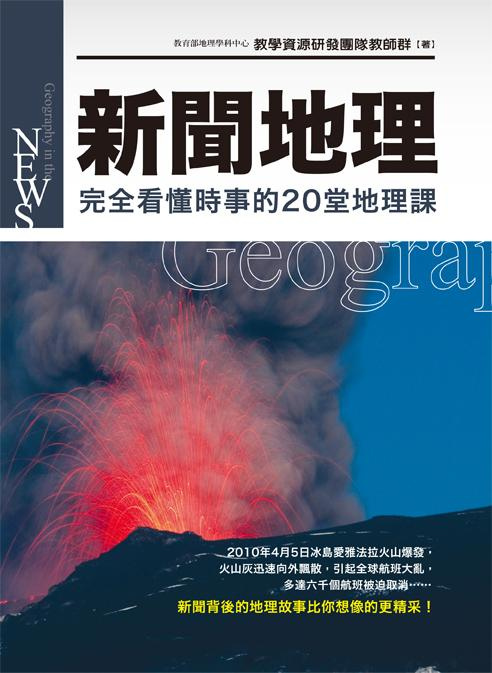 教育部地理學科中心 教學資源研發團隊教師群【著】
Geography in the
NEWS
新聞地理
完全看懂時事的20堂地理課
Geograp
2010年4月5日冰島愛雅法拉火山爆發，
火山灰迅速向外飄散，引起全球航班大亂，
多達六千個航班被迫取消……
新聞背後的地理故事比你想像的更精采！